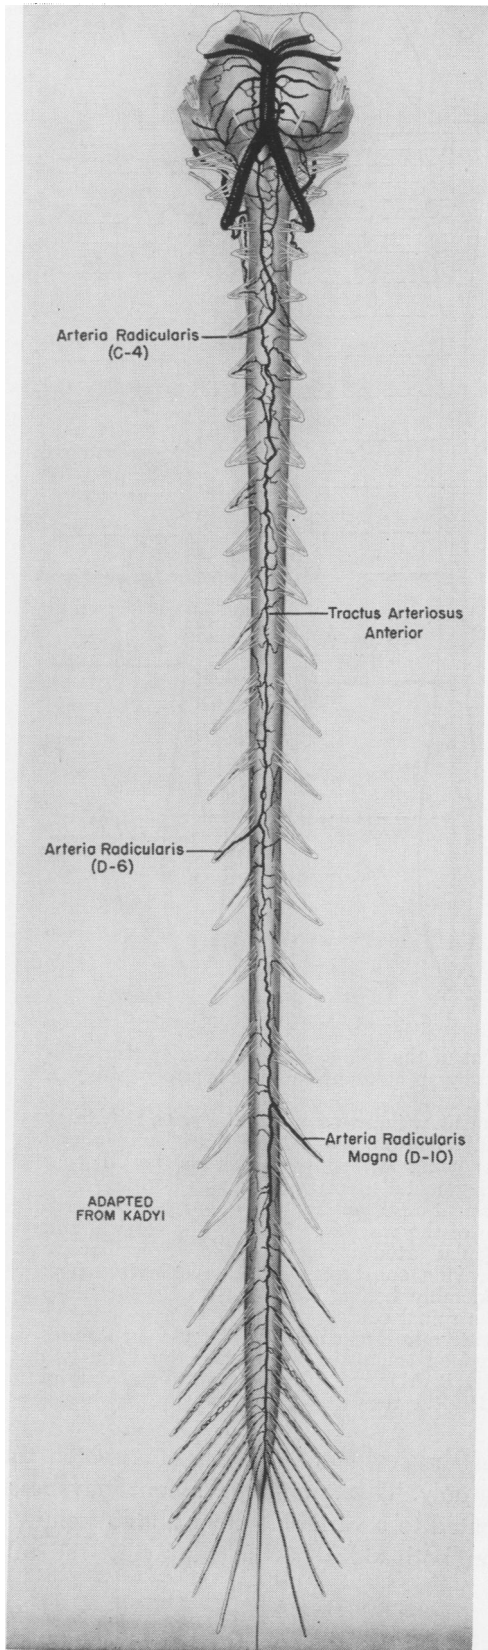 Arteria Radicularis
(C-4)
Tractus Arteriosus
Anterior
Arteria Radicularis
(D-6)
Arteria Radicularis
Magna (D-10)
ADAPTED
FROM KADYI